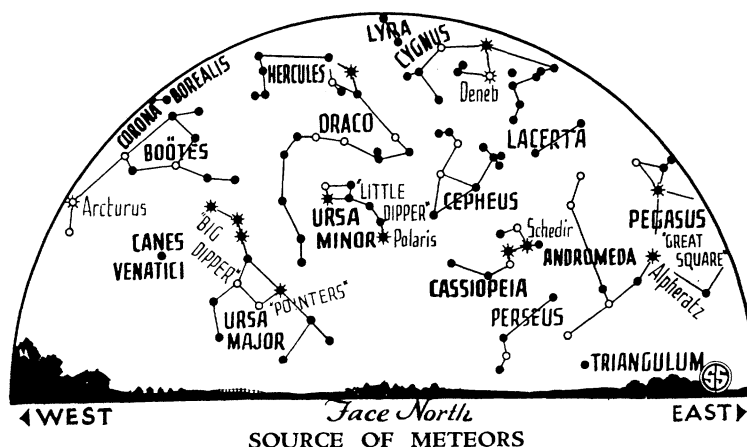 LYRA
CYGNUS
HERCULES
Deneb
CORONA BOREALIS
DRACO
LACERTA
BOÖTES
"LITTLE DIPPER"
CEPHEUS
Arcturus
URSA MINOR
Polaris
PEGASUS
"GREAT SQUARE"
"BIG DIPPER"
Schedir
CANES VENATICI
ANDROMEDA
Alpheratz
CASSIOPEIA
"POINTERS"
URSA MAJOR
PERSEUS
TRIANGULUM
SS
WEST
Face North
EAST
SOURCE OF METEORS